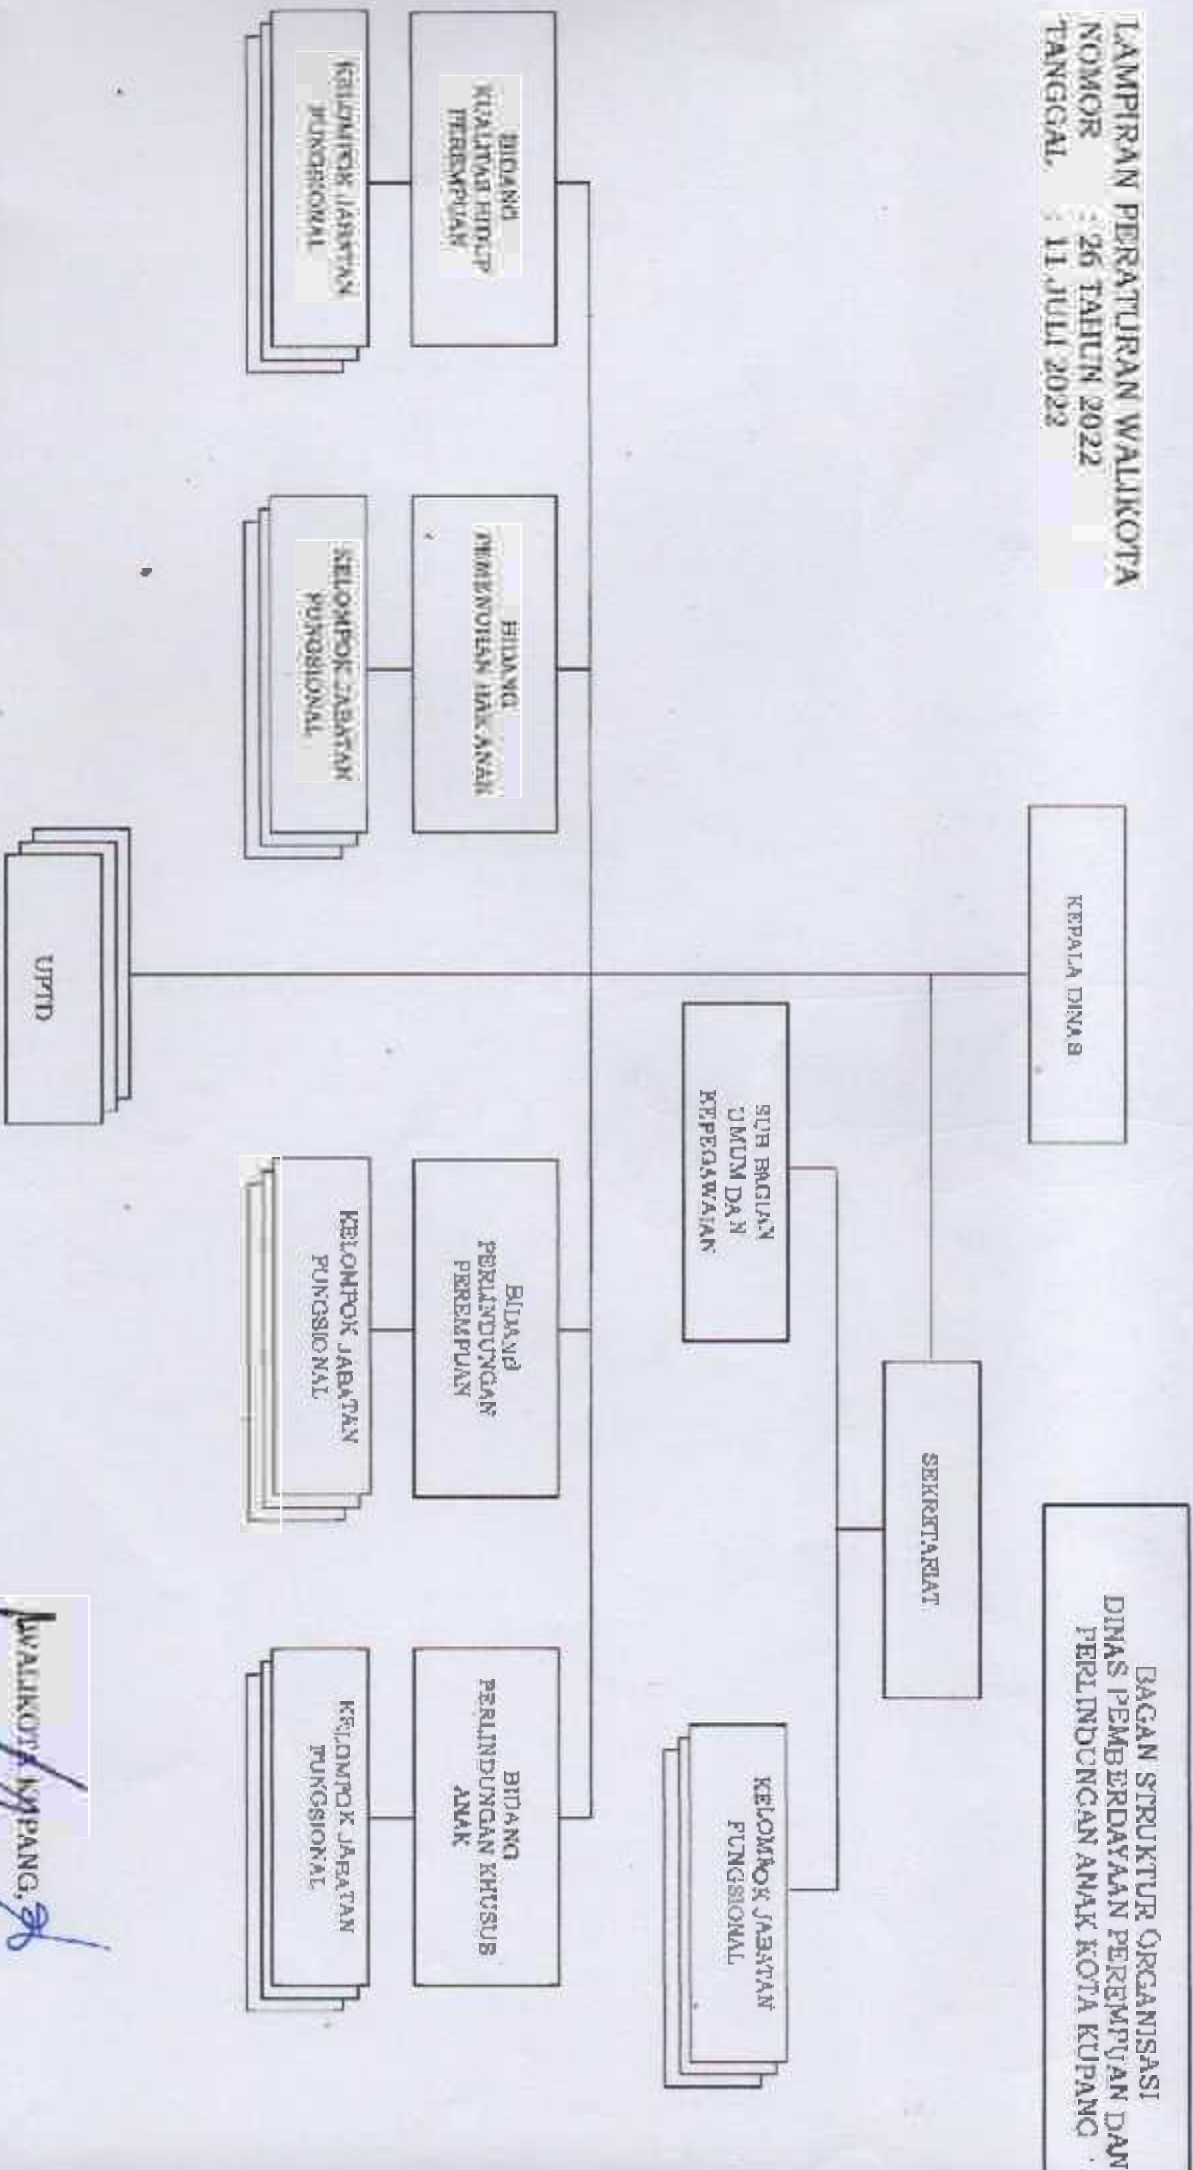 LAMPIRAN PERATURAN WALIKOTA
NOMOR : 26 TAHUN 2022
TANGGAL : 11 JULI 2022
BAGAN STRUKTUR ORGANISASI
DINAS PEMBERDAYAAN PEREMPUAN DAN
PERLINDUNGAN ANAK KOTA KUPANG
KEPALA DINAS
SEKRETARIAT
SUB BAGIAN
UMUM DAN
KEPEGAWAIAN
KELOMPOK JABATAN
FUNGSIONAL
BIDANG
KUALITAS HIDUP
PEREMPUAN
BIDANG
PEMENUHAN HAK ANAK
BIDANG
PERLINDUNGAN
PEREMPUAN
BIDANG
PERLINDUNGAN KHUSUS
ANAK
KELOMPOK JABATAN
FUNGSIONAL
KELOMPOK JABATAN
FUNGSIONAL
KELOMPOK JABATAN
FUNGSIONAL
KELOMPOK JABATAN
FUNGSIONAL
UPTD
WALIKOTA KUPANG,